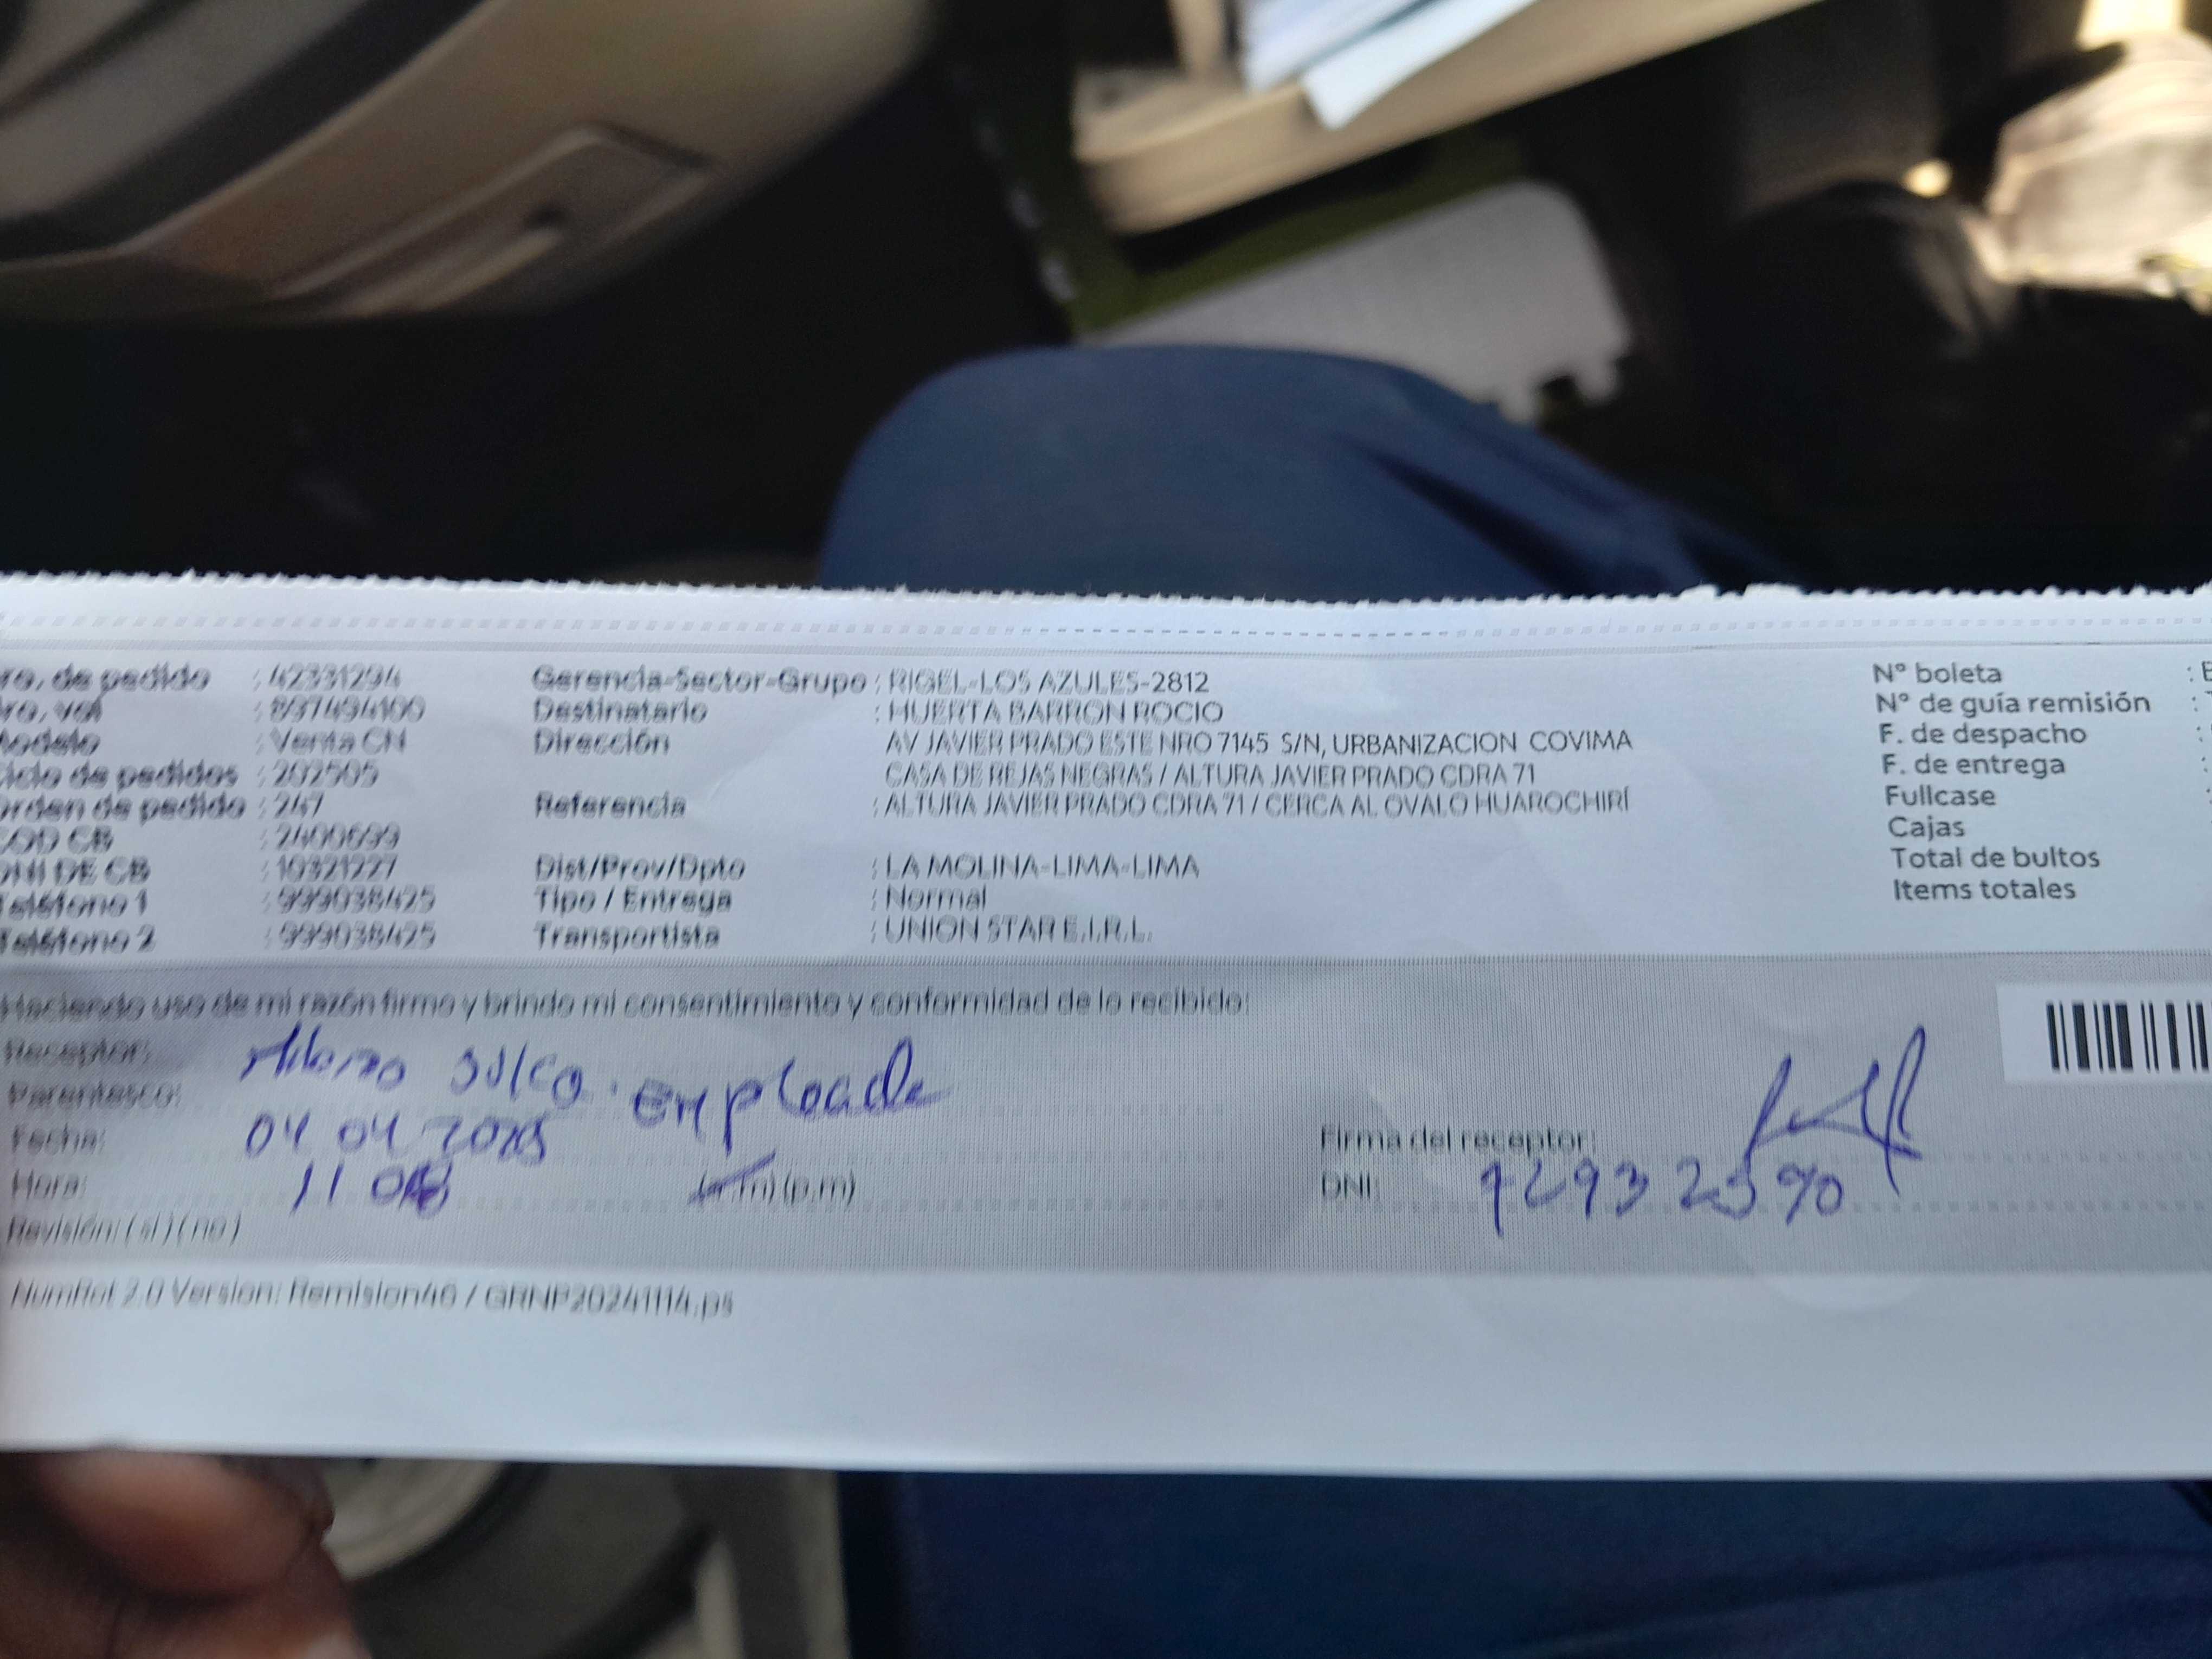 ro. de pedido : 42331294 Gerencia-Sector-Grupo : RIGEL-LOS AZULES-2812 N° boleta :
ro. vol : 897494100 Destinatario : HUERTA BARRON ROCIO N° de guía remisión :
Modelo : Venta CN Dirección : AV JAVIER PRADO ESTE NRO 7145 S/N, URBANIZACION COVIMA F. de despacho :
iclo de pedidos : 202505 CASA DE REJAS NEGRAS / ALTURA JAVIER PRADO CDRA 71 F. de entrega :
Orden de pedido : 247 Referencia : ALTURA JAVIER PRADO CDRA 71 / CERCA AL OVALO HUAROCHIRÍ Fullcase :
COD CB : 2400699 Cajas
DNI DE CB : 10321227 Dist/Prov/Dpto : LA MOLINA-LIMA-LIMA Total de bultos
Teléfono 1 : 999038425 Tipo / Entrega : Normal Items totales
Teléfono 2 : 999038425 Transportista : UNION STAR E.I.R.L.
Haciendo uso de mi razón firmo y brindo mi consentimiento y conformidad de lo recibido:
Receptor:
Parentesco: empleada
Fecha: 04 04 2025 Firma del receptor:
Hora: 11 (a.m) (p.m) DNI:
Revisión: (si) (no)
NumRot 2.0 Version: Remision46 / GRNP20241114.ps